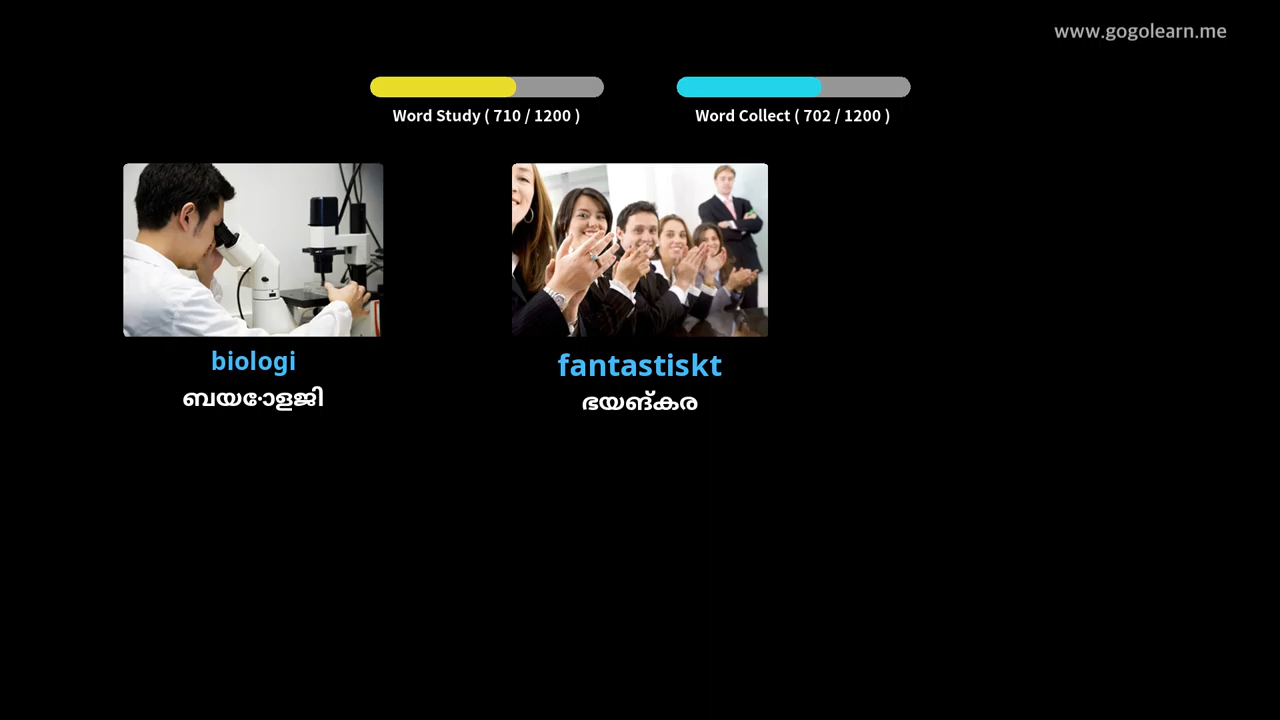 www.gogolearn.me
Word Study ( 710 / 1200 )
Word Collect ( 702 / 1200 )
biologi
ബയോളജി
fantastiskt
ഭയങ്കര